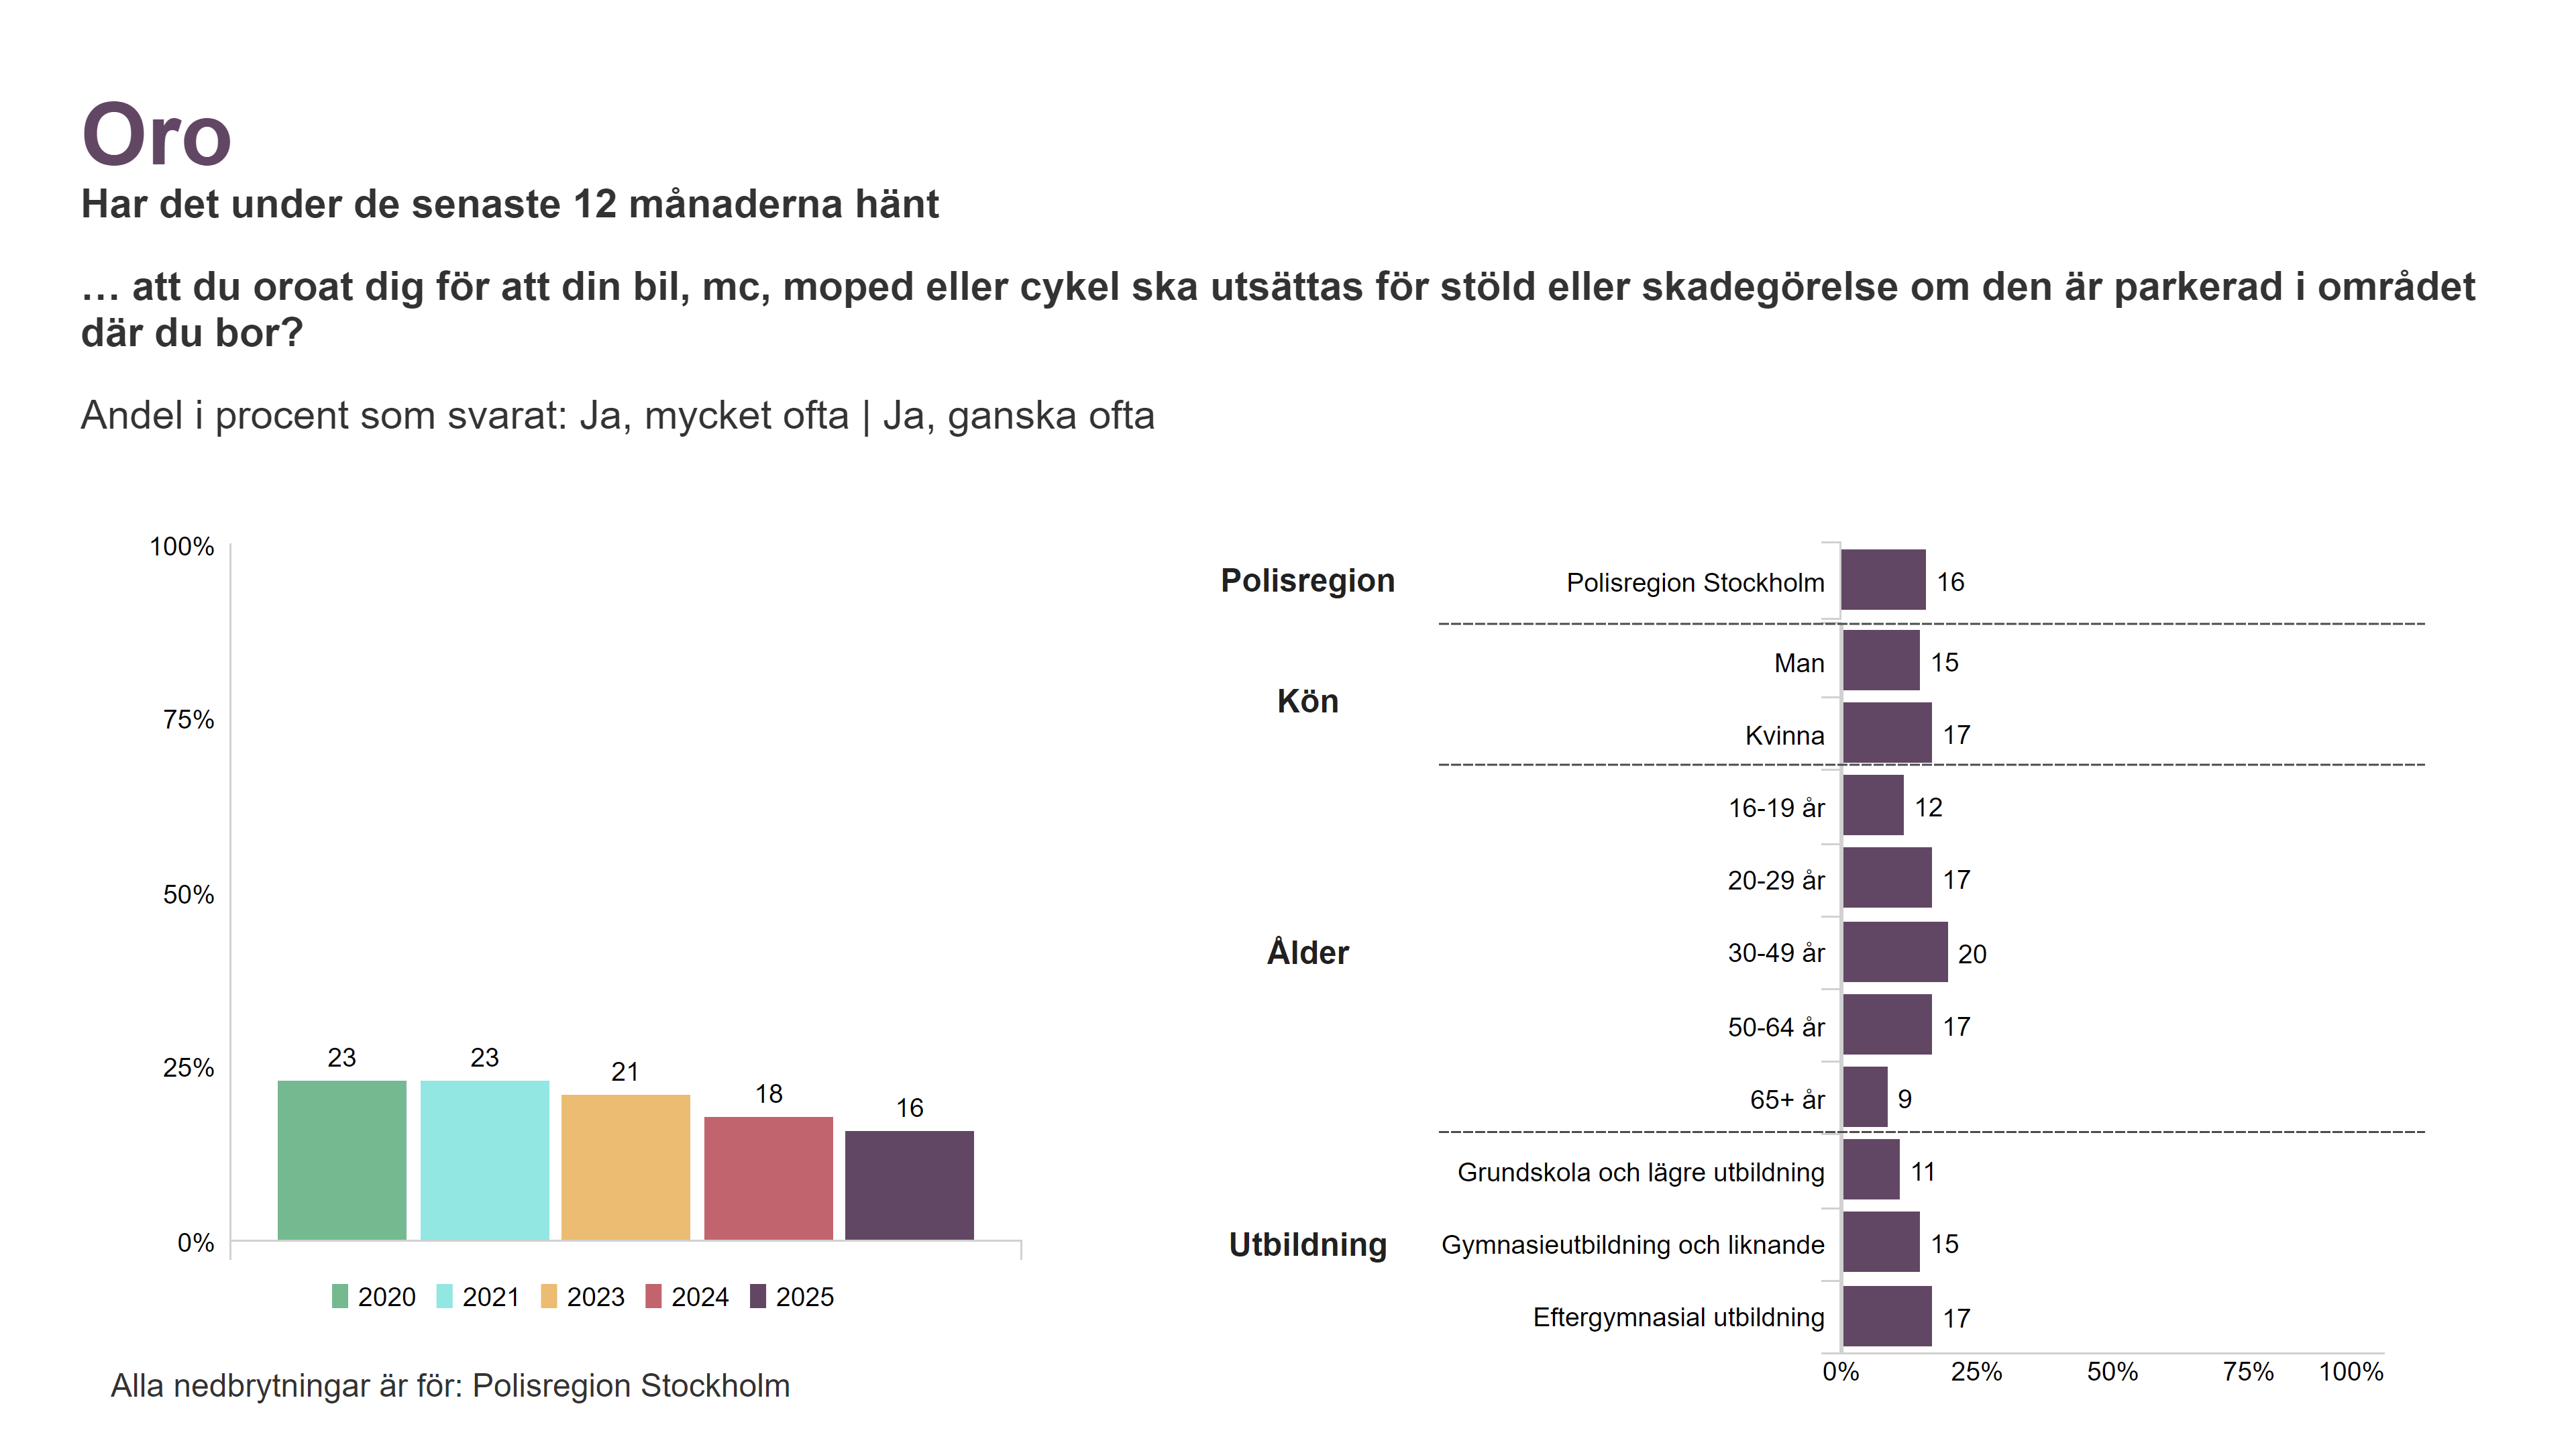 Oro
Har det under de senaste 12 månaderna hänt
… att du oroat dig för att din bil, mc, moped eller cykel ska utsättas för stöld eller skadegörelse om den är parkerad i området
där du bor?
Andel i procent som svarat: Ja, mycket ofta | Ja, ganska ofta
100%
75%
50%
25%
0%
23
23
21
18
16
2020
2021
2023
2024
2025
Alla nedbrytningar är för: Polisregion Stockholm
Polisregion
Polisregion Stockholm
16
Kön
Man
15
Kvinna
17
Ålder
16-19 år
12
20-29 år
17
30-49 år
20
50-64 år
17
65+ år
9
Utbildning
Grundskola och lägre utbildning
11
Gymnasieutbildning och liknande
15
Eftergymnasial utbildning
17
0%
25%
50%
75%
100%